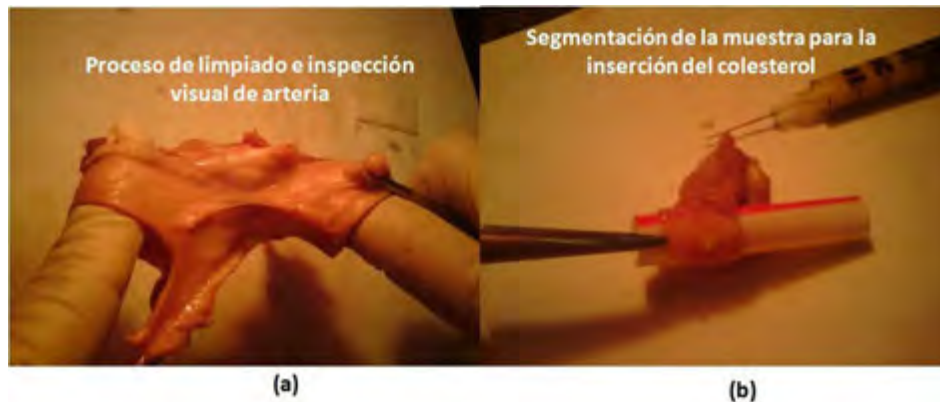 Proceso de limpiado e inspección
visual de arteria
Segmentación de la muestra para la
inserción del colesterol
(a)
(b)